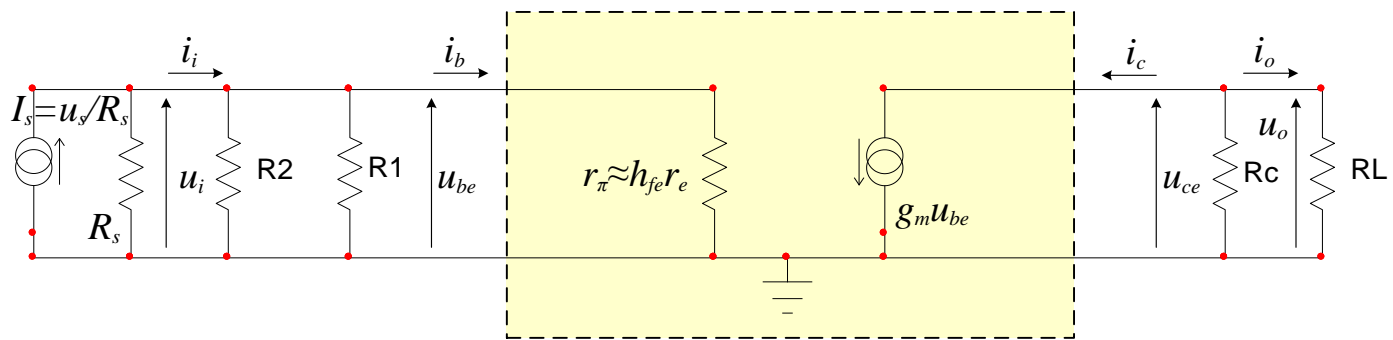 i_i
i_b
i_c
i_o
I_s=u_s/R_s
u_i
R2
R1
u_be
r_π≈h_fe r_e
g_m u_be
u_ce
Rc
u_o
RL
R_s